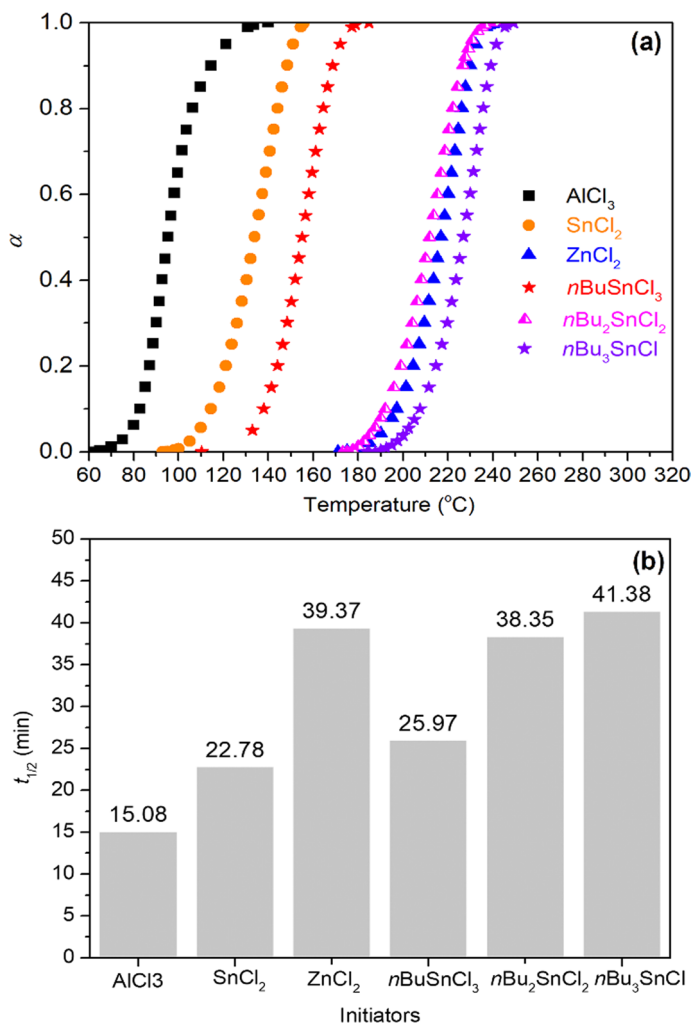 (a)
1.0
0.8
0.6
0.4
0.2
0.0
α
AlCl₃
SnCl₂
ZnCl₂
nBuSnCl₃
nBu₂SnCl₂
nBu₃SnCl
60 80 100 120 140 160 180 200 220 240 260 280 300 320
Temperature (°C)
(b)
50
45
40
35
30
25
20
15
10
5
0
t₁/₂ (min)
15.08
22.78
39.37
25.97
38.35
41.38
AlCl3 SnCl₂ ZnCl₂ nBuSnCl₃ nBu₂SnCl₂ nBu₃SnCl
Initiators